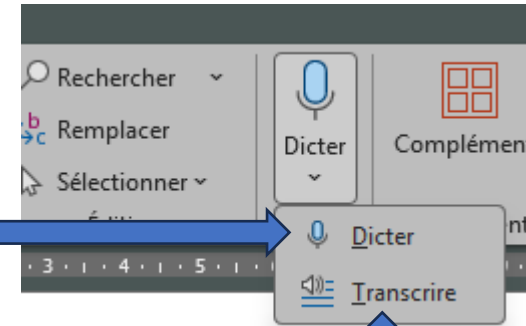 Rechercher
Remplacer
Sélectionner
Dicter
Complémen
Dicter
Transcrire
3 · 4 · 5